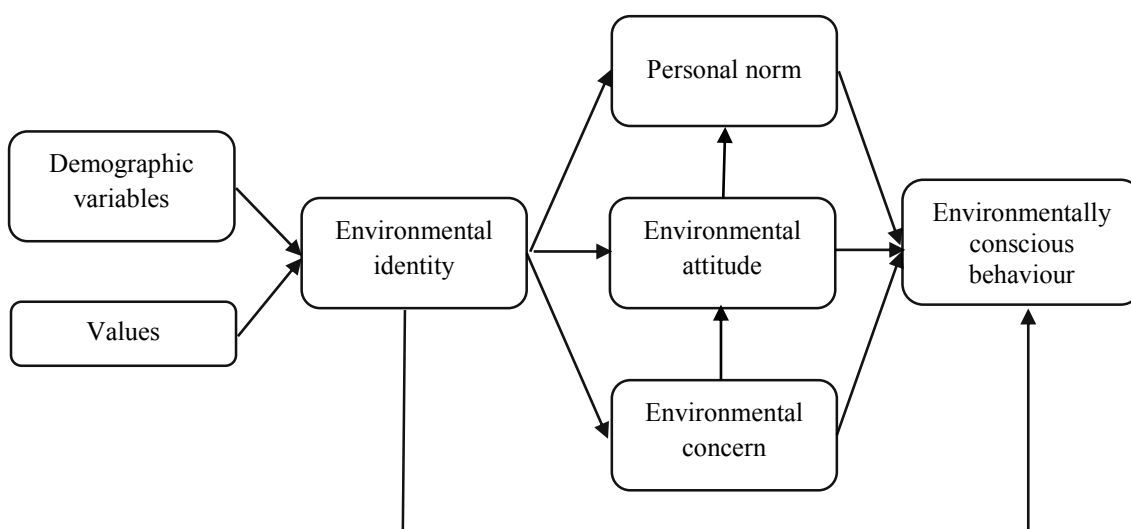 Personal norm
Demographic
variables
Environmental
identity
Environmental
attitude
Environmentally
conscious
behaviour
Values
Environmental
concern